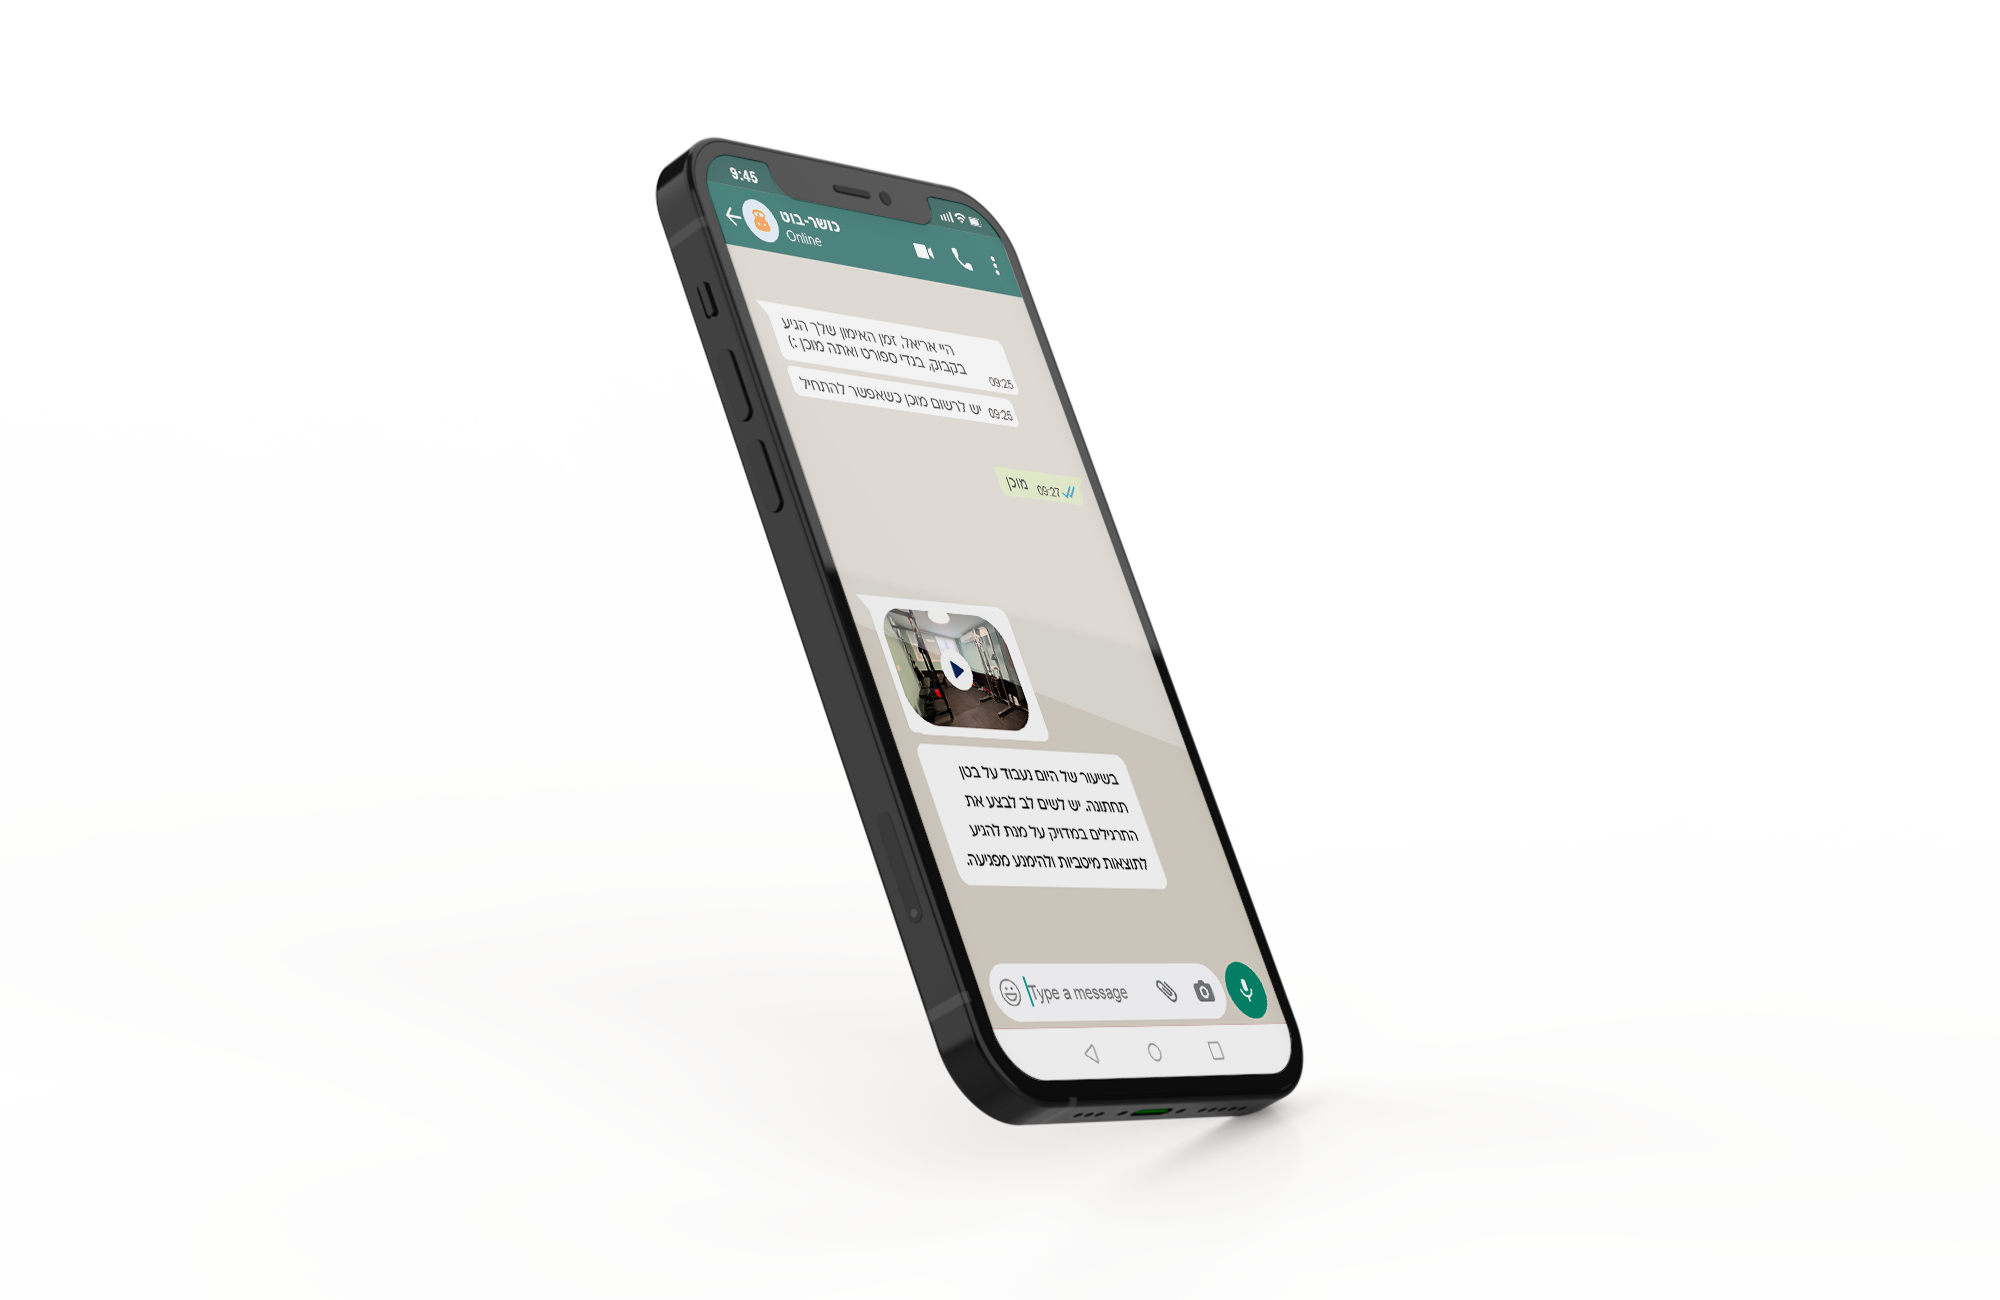 9:45
כושר-בוט
Online
היי אריאל, זמן האימון שלך הגיע
בקבוק, בגדי ספורט ואתה מוכן :)
09:25
יש לרשום מוכן כשאפשר להתחיל
09:25
מוכן
09:27
בשיעור של היום נעבוד על בטן
תחתונה. יש לשים לב לבצע את
התרגילים במדויק על מנת להגיע
לתוצאות מיטביות ולהימנע מפגיעה.
Type a message